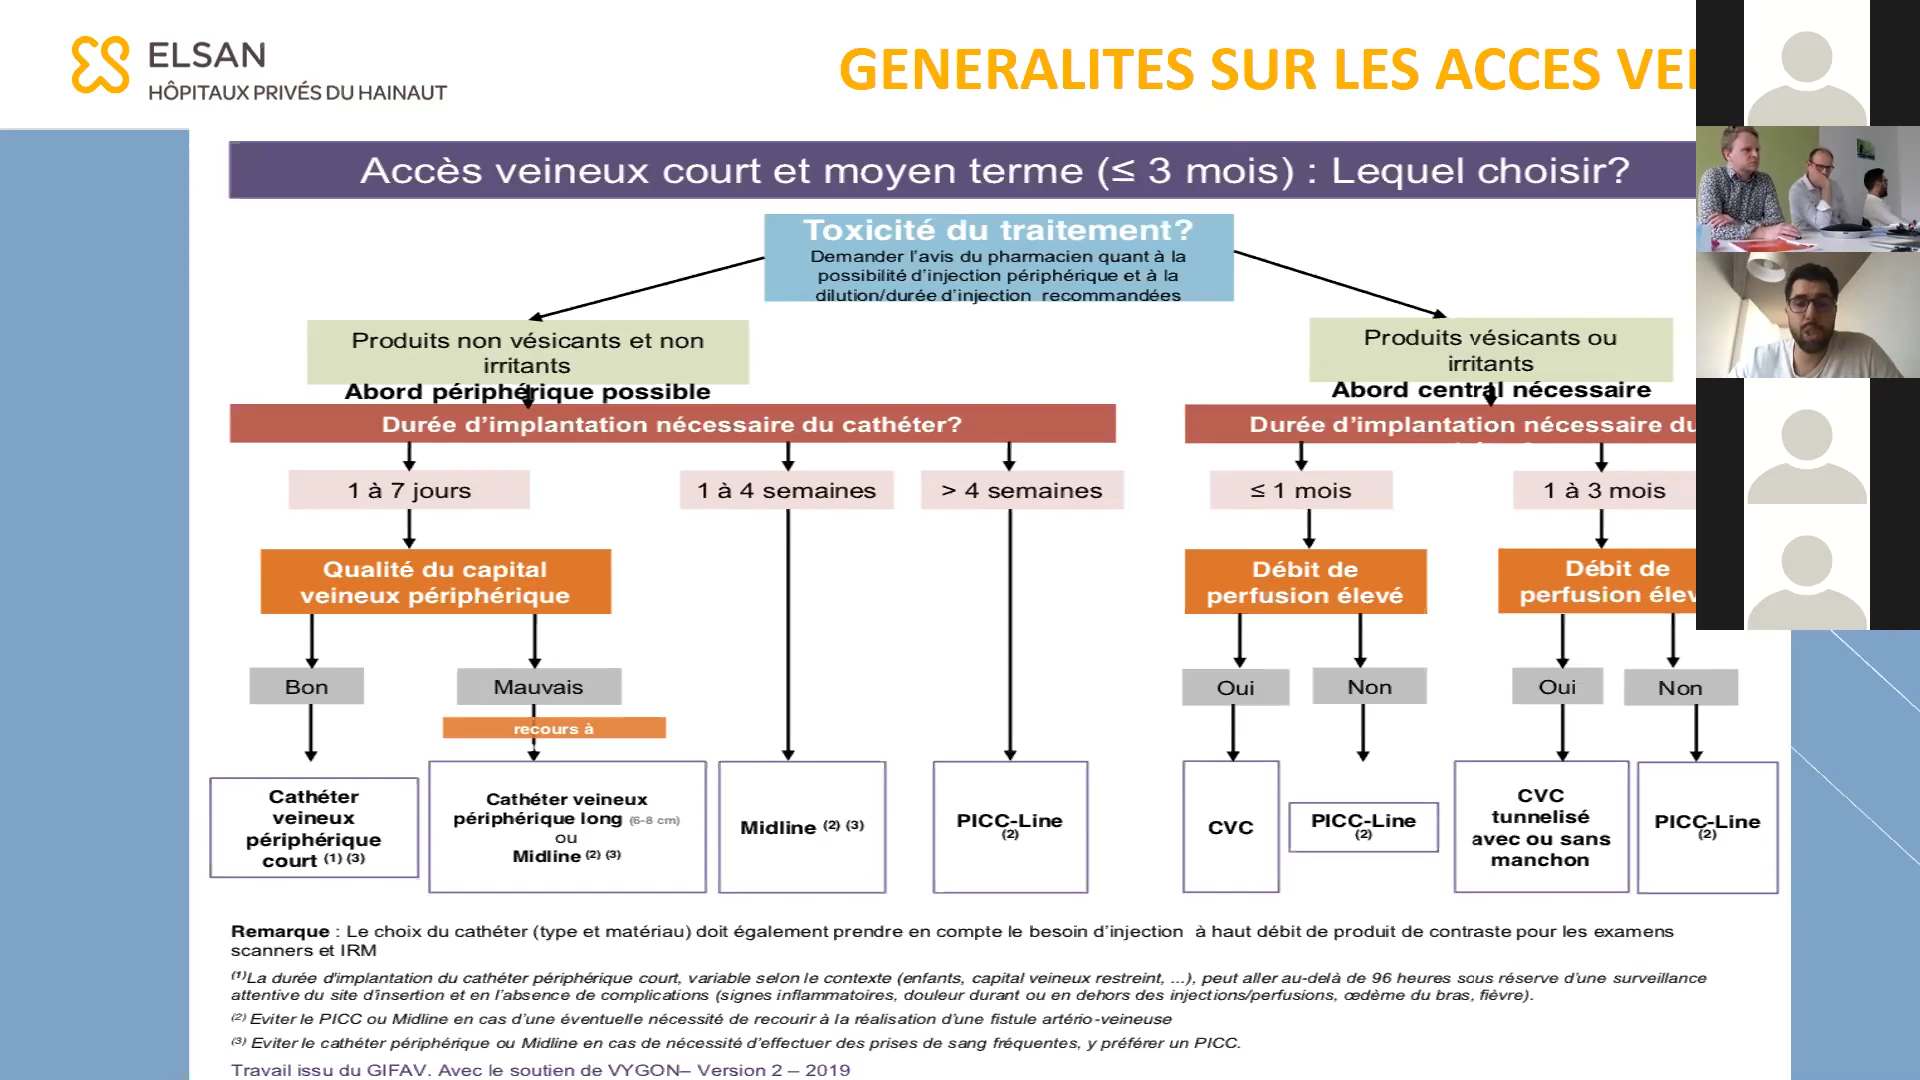 ELSAN
HÔPITAUX PRIVÉS DU HAINAUT
GENERALITES SUR LES ACCES
Accès veineux court et moyen terme (≤ 3 mois) : Lequel choisir?
Toxicité du traitement?
Demander l'avis du pharmacien quant à la
possibilité d'injection périphérique et à la
dilution/durée d'injection recommandées
Produits non vésicants et non
irritants
Abord périphérique possible
Produits vésicants ou
irritants
Abord central nécessaire
Durée d'implantation nécessaire du cathéter?
Durée d'implantation nécessaire du
1 à 7 jours
1 à 4 semaines
> 4 semaines
≤ 1 mois
1 à 3 mois
Qualité du capital
veineux périphérique
Débit de
perfusion élevé
Débit de
perfusion
Bon
Mauvais
Oui
Non
Oui
Non
recours à
Cathéter
veineux
périphérique
court (1) (3)
Cathéter veineux
périphérique long (6-8 cm)
ou
Midline (2) (3)
Midline (2) (3)
PICC-Line
(2)
CVC
PICC-Line
(2)
CVC
tunnelisé
avec ou sans
manchon
PICC-Line
(2)
Remarque : Le choix du cathéter (type et matériau) doit également prendre en compte le besoin d'injection à haut débit de produit de contraste pour les examens
scanners et IRM
(1)La durée d'implantation du cathéter périphérique court, variable selon le contexte (enfants, capital veineux restreint, ...), peut aller au-delà de 96 heures sous réserve d'une surveillance
attentive du site d'insertion et en l'absence de complications (signes inflammatoires, douleur durant ou en dehors des injections/perfusions, œdème du bras, fièvre).
(2) Eviter le PICC ou Midline en cas d'une éventuelle nécessité de recourir à la réalisation d'une fistule artério-veineuse
(3) Eviter le cathéter périphérique ou Midline en cas de nécessité d'effectuer des prises de sang fréquentes, y préférer un PICC.
Travail issu du GIFAV. Avec le soutien de VYGON– Version 2 – 2019